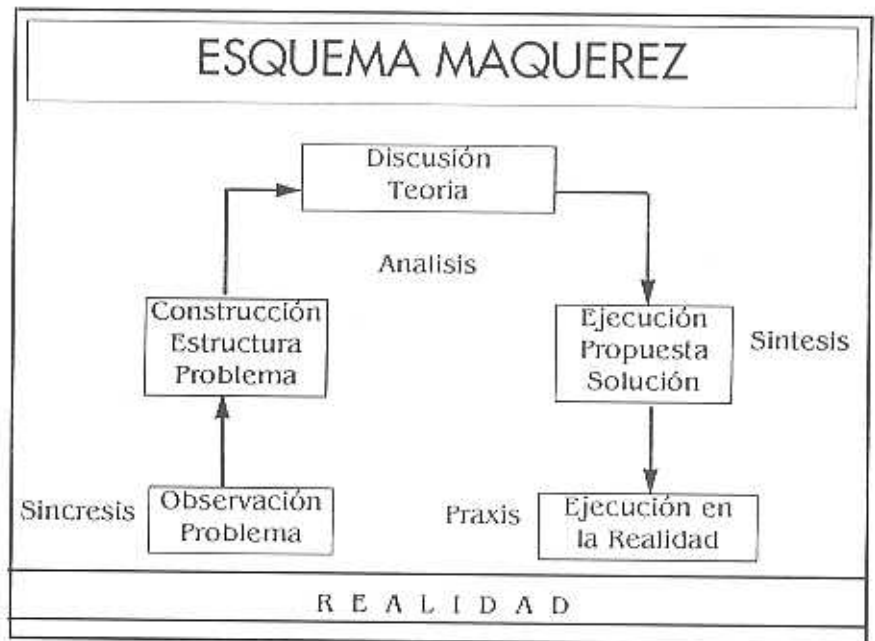 ESQUEMA MAQUEREZ
Discusión
Teoria
Analisis
Construcción
Estructura
Problema
Ejecución
Propuesta
Solución
Sintesis
Sincresis
Observación
Problema
Praxis
Ejecución en
la Realidad
REALIDAD